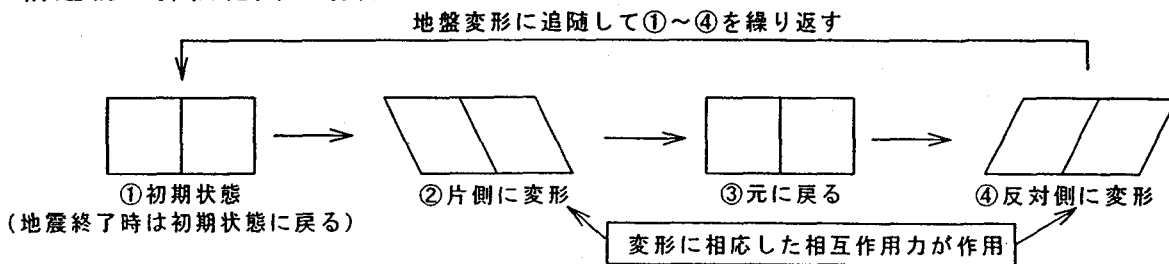 地盤変形に追随して①～④を繰り返す
①初期状態
(地震終了時は初期状態に戻る)
②片側に変形
③元に戻る
④反対側に変形
変形に相応した相互作用力が作用